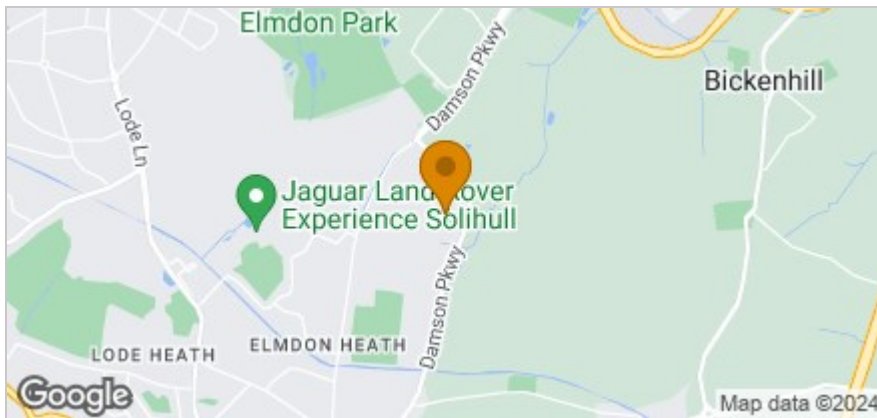 Elmdon Park
Damson Pkwy
Bickenhill
Lode Ln
Jaguar Land Rover
Experience Solihull
Damson Pkwy
ELMDON HEATH
LODE HEATH
Google
Map data ©2024